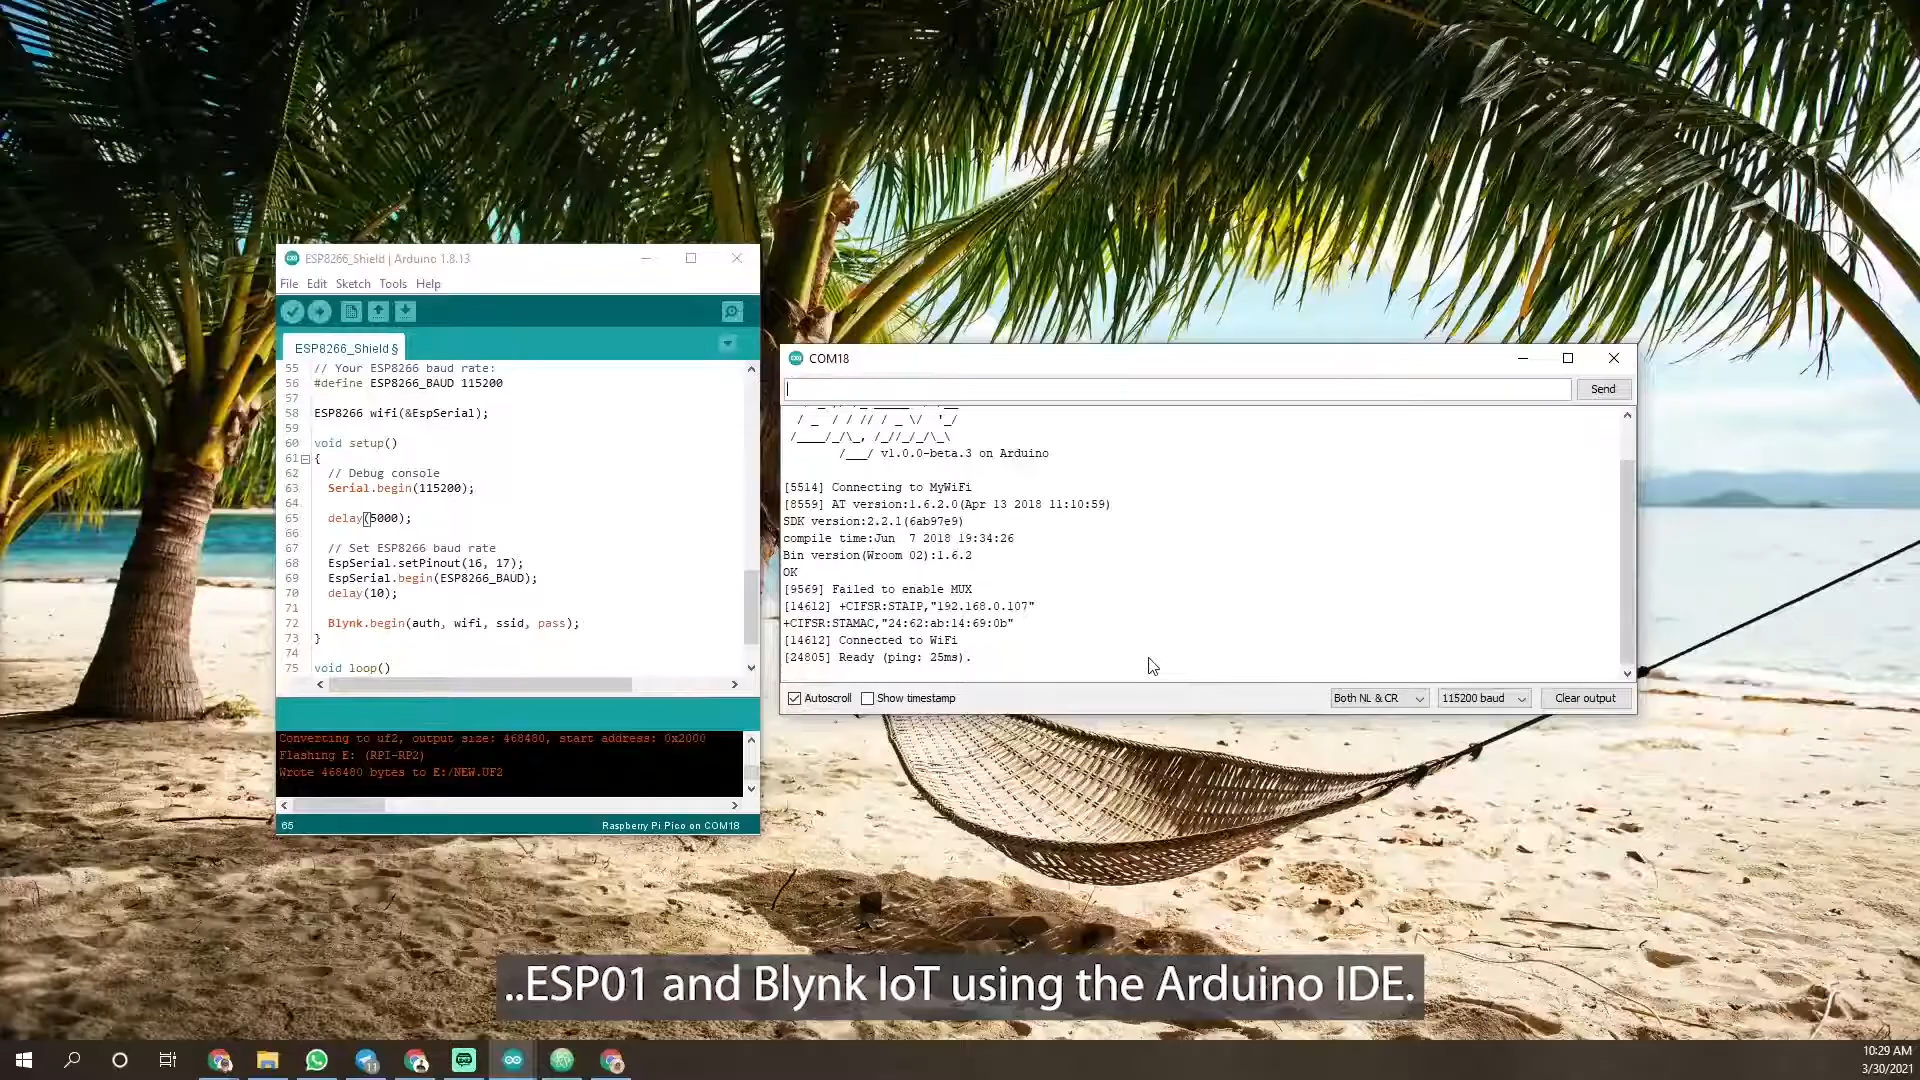 ESP8266_Shield | Arduino 1.8.13
File Edit Sketch Tools Help
ESP8266_Shield §
55 // Your ESP8266 baud rate:
56 #define ESP8266_BAUD 115200
57
58 ESP8266 wifi(&EspSerial);
59
60 void setup()
61 {
62 // Debug console
63 Serial.begin(115200);
64
65 delay(5000);
66
67 // Set ESP8266 baud rate
68 EspSerial.setPinout(16, 17);
69 EspSerial.begin(ESP8266_BAUD);
70 delay(10);
71
72 Blynk.begin(auth, wifi, ssid, pass);
73 }
74
75 void loop()
Converting to uf2, output size: 468480, start address: 0x2000
Flashing E: (RPI-RP2)
Wrote 468480 bytes to E:/NEW.UF2
65 Raspberry Pi Pico on COM18
COM18
Send
/ _  / / // / _ \/  '_/
/____/_/\_, /_//_/_/\_\
/___/ v1.0.0-beta.3 on Arduino
[5514] Connecting to MyWiFi
[8559] AT version:1.6.2.0(Apr 13 2018 11:10:59)
SDK version:2.2.1(6ab97e9)
compile time:Jun  7 2018 19:34:26
Bin version(Wroom 02):1.6.2
OK
[9569] Failed to enable MUX
[14612] +CIFSR:STAIP,"192.168.0.107"
+CIFSR:STAMAC,"24:62:ab:14:69:0b"
[14612] Connected to WiFi
[24805] Ready (ping: 25ms).
Autoscroll Show timestamp Both NL & CR 115200 baud Clear output
..ESP01 and Blynk IoT using the Arduino IDE.
11
10:29 AM
3/30/2021